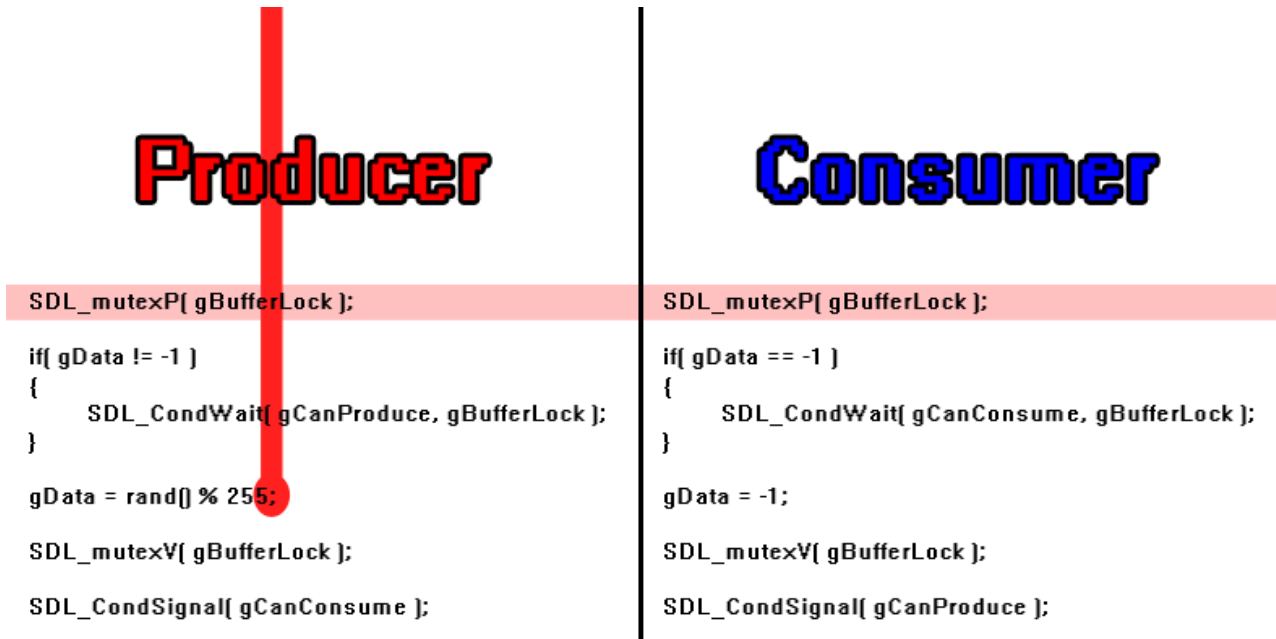 Producer
SDL_mutexP( gBufferLock );
if( gData != -1 )
{
SDL_CondWait( gCanProduce, gBufferLock );
}
gData = rand() % 255;
SDL_mutexV( gBufferLock );
SDL_CondSignal( gCanConsume );
Consumer
SDL_mutexP( gBufferLock );
if( gData == -1 )
{
SDL_CondWait( gCanConsume, gBufferLock );
}
gData = -1;
SDL_mutexV( gBufferLock );
SDL_CondSignal( gCanProduce );